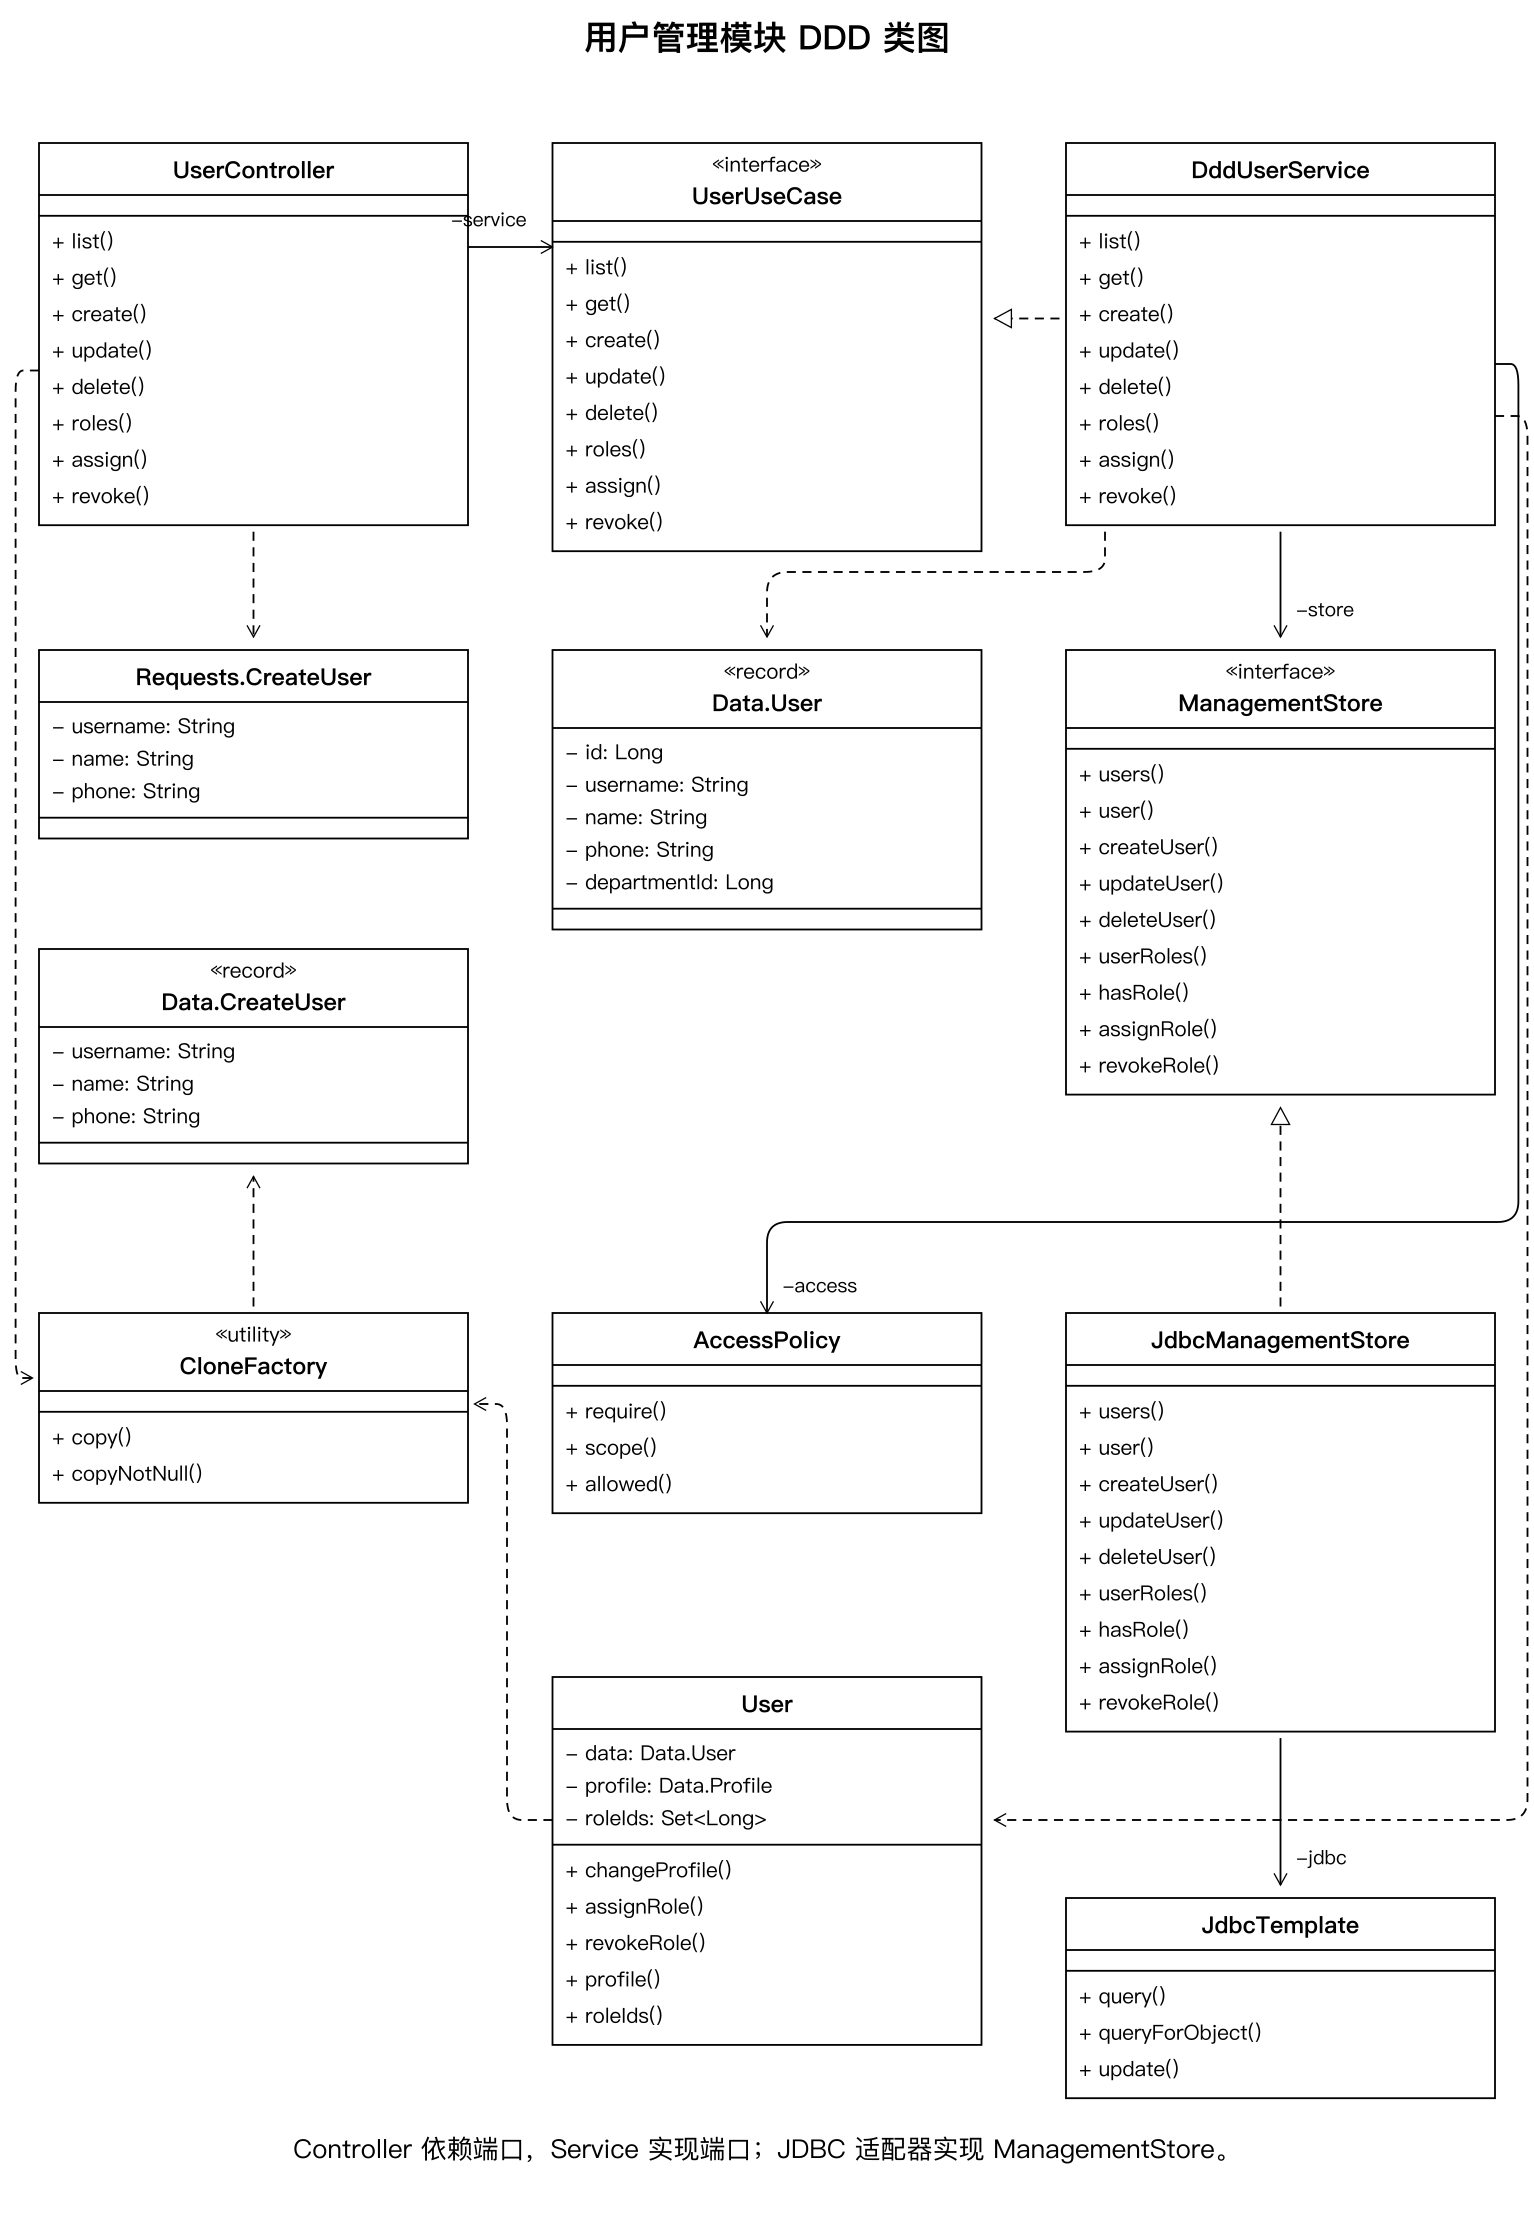 用户管理模块 DDD 类图
UserController
+ list()
+ get()
+ create()
+ update()
+ delete()
+ roles()
+ assign()
+ revoke()
–service
«interface»
UserUseCase
+ list()
+ get()
+ create()
+ update()
+ delete()
+ roles()
+ assign()
+ revoke()
DddUserService
+ list()
+ get()
+ create()
+ update()
+ delete()
+ roles()
+ assign()
+ revoke()
–store
Requests.CreateUser
– username: String
– name: String
– phone: String
«record»
Data.User
– id: Long
– username: String
– name: String
– phone: String
– departmentId: Long
«interface»
ManagementStore
+ users()
+ user()
+ createUser()
+ updateUser()
+ deleteUser()
+ userRoles()
+ hasRole()
+ assignRole()
+ revokeRole()
«record»
Data.CreateUser
– username: String
– name: String
– phone: String
–access
«utility»
CloneFactory
+ copy()
+ copyNotNull()
AccessPolicy
+ require()
+ scope()
+ allowed()
JdbcManagementStore
+ users()
+ user()
+ createUser()
+ updateUser()
+ deleteUser()
+ userRoles()
+ hasRole()
+ assignRole()
+ revokeRole()
User
– data: Data.User
– profile: Data.Profile
– roleIds: Set<Long>
+ changeProfile()
+ assignRole()
+ revokeRole()
+ profile()
+ roleIds()
–jdbc
JdbcTemplate
+ query()
+ queryForObject()
+ update()
Controller 依赖端口，Service 实现端口；JDBC 适配器实现 ManagementStore。